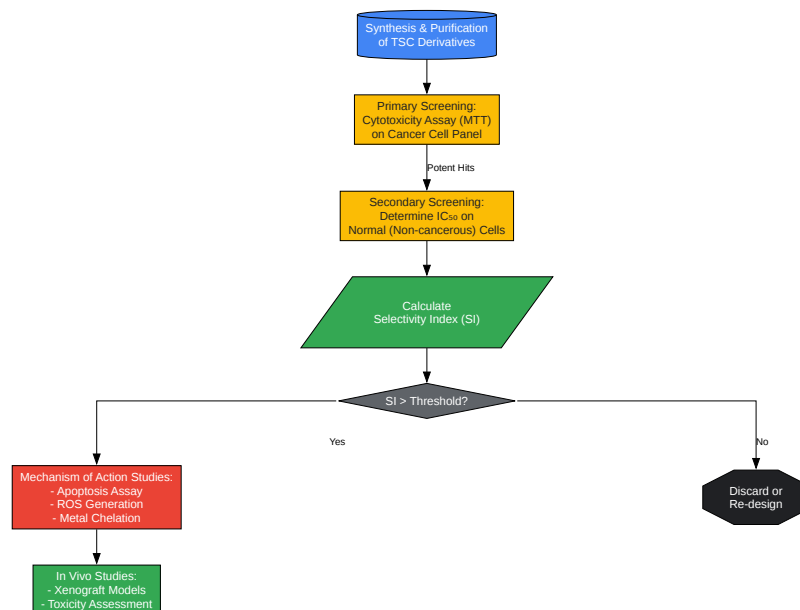 Synthesis & Purification
of TSC Derivatives
Primary Screening:
Cytotoxicity Assay (MTT)
on Cancer Cell Panel
Potent Hits
Secondary Screening:
Determine IC₅₀ on
Normal (Non-cancerous) Cells
Calculate
Selectivity Index (SI)
SI > Threshold?
Yes
No
Mechanism of Action Studies:
- Apoptosis Assay
- ROS Generation
- Metal Chelation
Discard or
Re-design
In Vivo Studies:
- Xenograft Models
- Toxicity Assessment